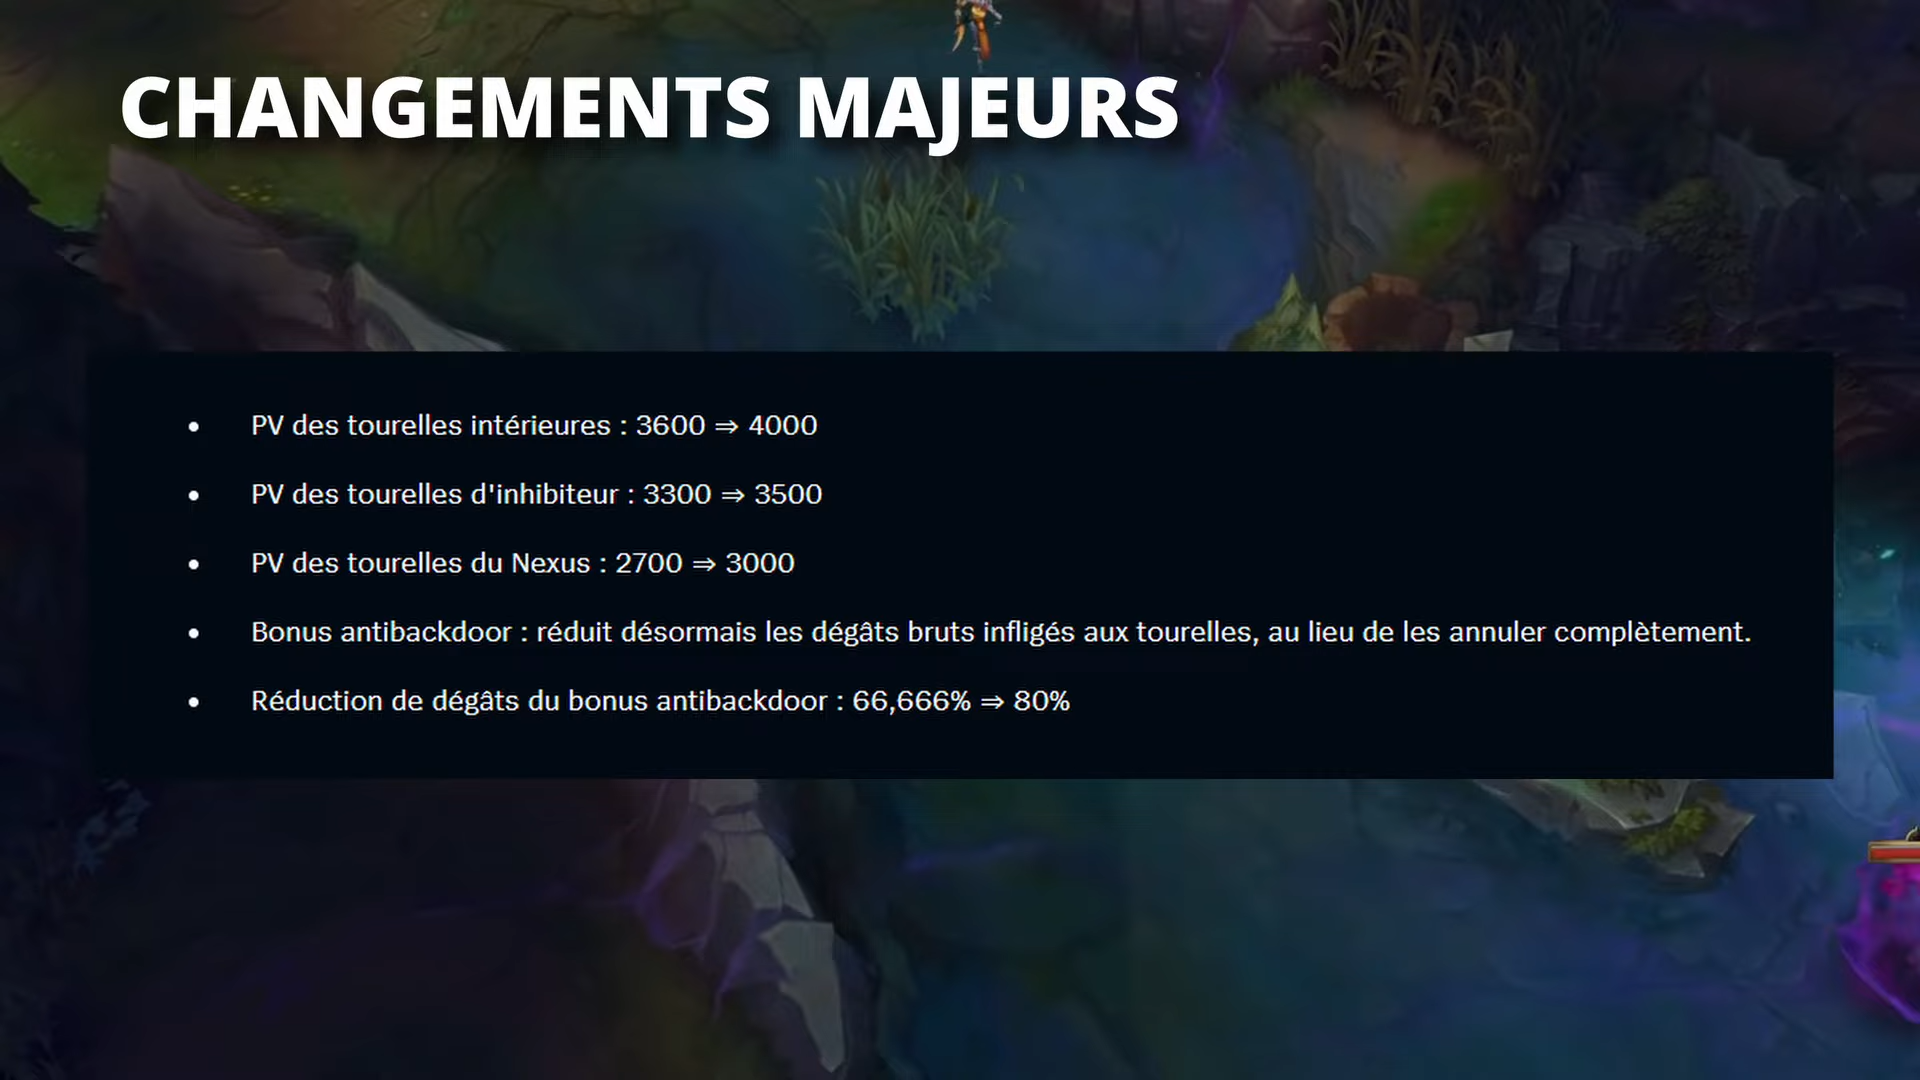 CHANGEMENTS MAJEURS
• PV des tourelles intérieures : 3600 ⇒ 4000
• PV des tourelles d'inhibiteur : 3300 ⇒ 3500
• PV des tourelles du Nexus : 2700 ⇒ 3000
• Bonus antibackdoor : réduit désormais les dégâts bruts infligés aux tourelles, au lieu de les annuler complètement.
• Réduction de dégâts du bonus antibackdoor : 66,666% ⇒ 80%